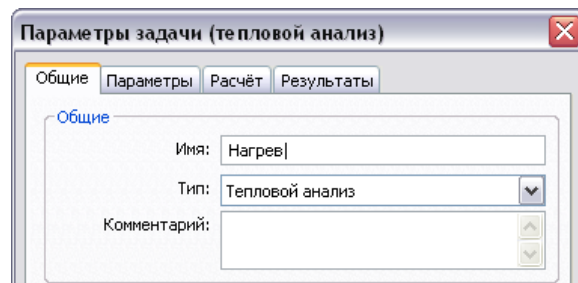 Параметры задачи (тепловой анализ)
Общие Параметры Расчёт Результаты
Общие
Имя: Нагрев
Тип: Тепловой анализ
Комментарий: